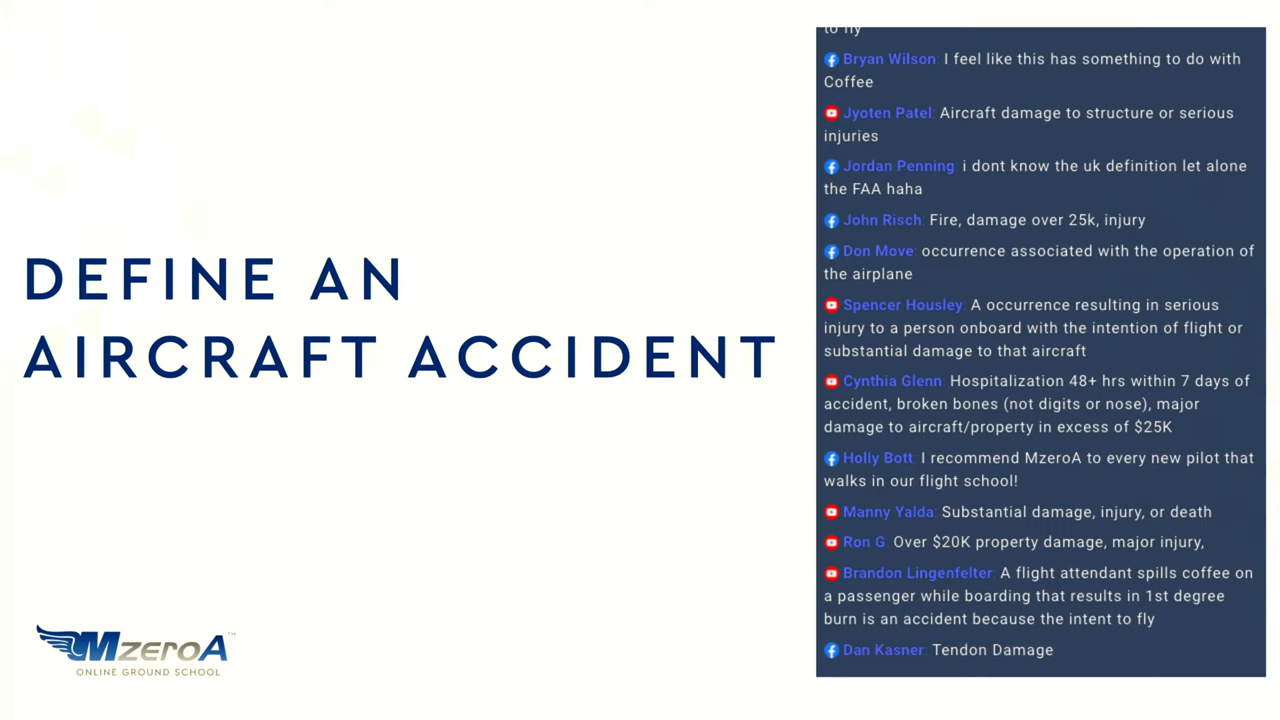 DEFINE AN
AIRCRAFT ACCIDENT
MzeroA™
ONLINE GROUND SCHOOL
to fly
Bryan Wilson: I feel like this has something to do with
Coffee
Jyoten Patel: Aircraft damage to structure or serious
injuries
Jordan Penning: i dont know the uk definition let alone
the FAA haha
John Risch: Fire, damage over 25k, injury
Don Move: occurrence associated with the operation of
the airplane
Spencer Housley: A occurrence resulting in serious
injury to a person onboard with the intention of flight or
substantial damage to that aircraft
Cynthia Glenn: Hospitalization 48+ hrs within 7 days of
accident, broken bones (not digits or nose), major
damage to aircraft/property in excess of $25K
Holly Bott: I recommend MzeroA to every new pilot that
walks in our flight school!
Manny Yalda: Substantial damage, injury, or death
Ron G: Over $20K property damage, major injury,
Brandon Lingenfelter: A flight attendant spills coffee on
a passenger while boarding that results in 1st degree
burn is an accident because the intent to fly
Dan Kasner: Tendon Damage